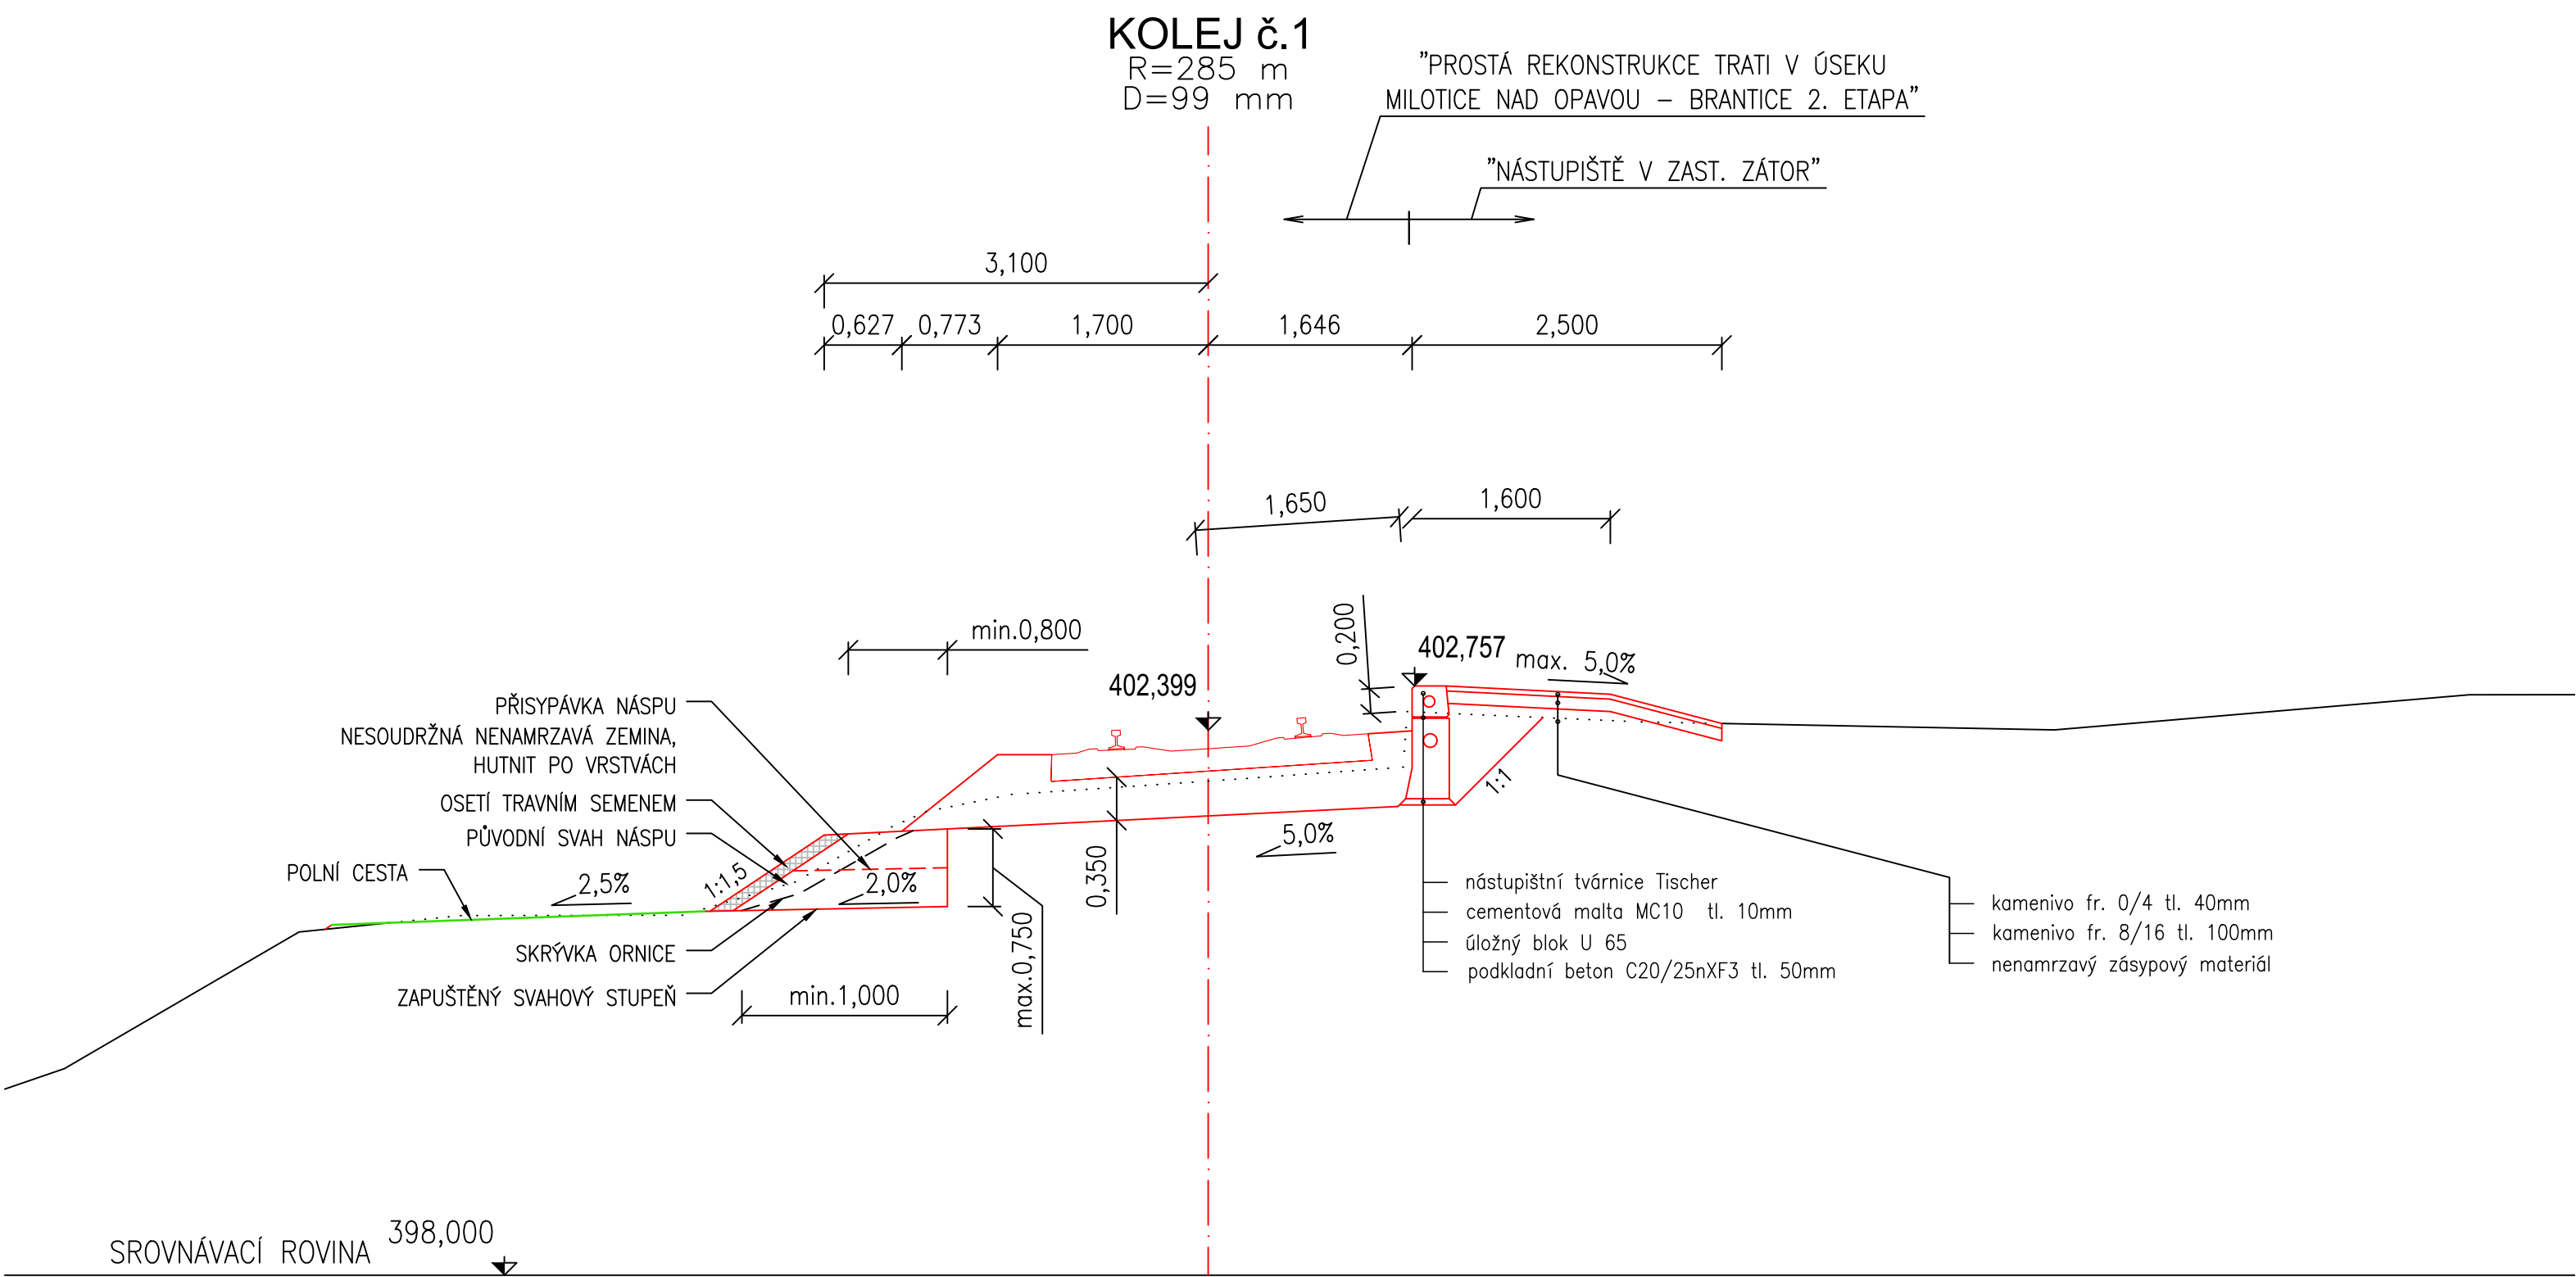 KOLEJ č.1
R=285 m
D=99 mm
"PROSTÁ REKONSTRUKCE TRATI V ÚSEKU
MILOTICE NAD OPAVOU – BRANTICE 2. ETAPA"
"NÁSTUPIŠTĚ V ZAST. ZÁTOR"
3,100
0,627
0,773
1,700
1,646
2,500
1,650
1,600
min.0,800
0,200
402,399
402,757
max. 5,0%
PŘISYPÁVKA NÁSPU
NESOUDRŽNÁ NENAMRZAVÁ ZEMINA,
HUTNIT PO VRSTVÁCH
OSETÍ TRAVNÍM SEMENEM
PŮVODNÍ SVAH NÁSPU
POLNÍ CESTA
2,5%
1:1,5
2,0%
0,350
5,0%
1:1
SKRÝVKA ORNICE
ZAPUŠTĚNÝ SVAHOVÝ STUPEŇ
min.1,000
max.0,750
nástupištní tvárnice Tischer
cementová malta MC10 tl. 10mm
úložný blok U 65
podkladní beton C20/25nXF3 tl. 50mm
kamenivo fr. 0/4 tl. 40mm
kamenivo fr. 8/16 tl. 100mm
nenamrzavý zásypový materiál
SROVNÁVACÍ ROVINA 398,000